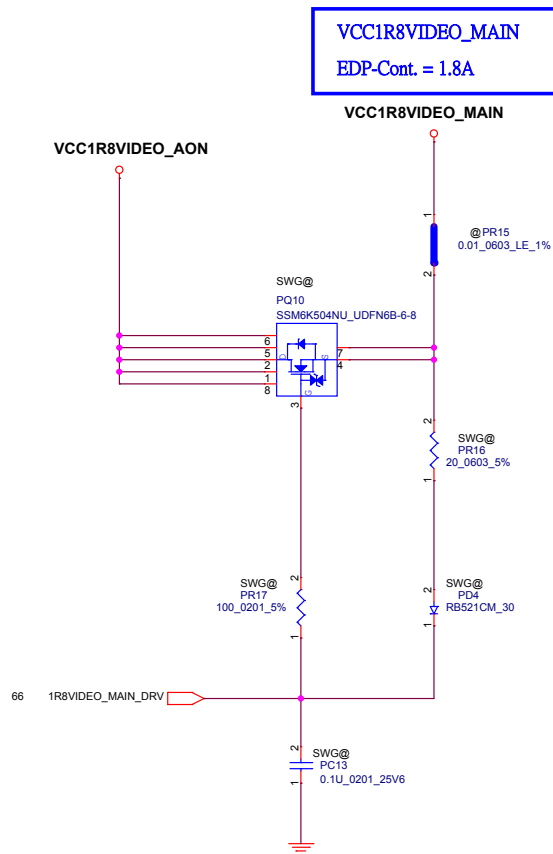 VCC1R8VIDEO_MAIN
EDP-Cont. = 1.8A
VCC1R8VIDEO_MAIN
VCC1R8VIDEO_AON
1
@PR15
0.01_0603_LE_1%
2
SWG@
PQ10
SSM6K504NU_UDFN6B-6-8
6
5
2
1
8
D
S
G
7
4
3
2
SWG@
PR16
20_0603_5%
1
2
SWG@
PR17
100_0201_5%
1
2
SWG@
PD4
RB521CM_30
1
66 1R8VIDEO_MAIN_DRV
2
SWG@
PC13
0.1U_0201_25V6
1